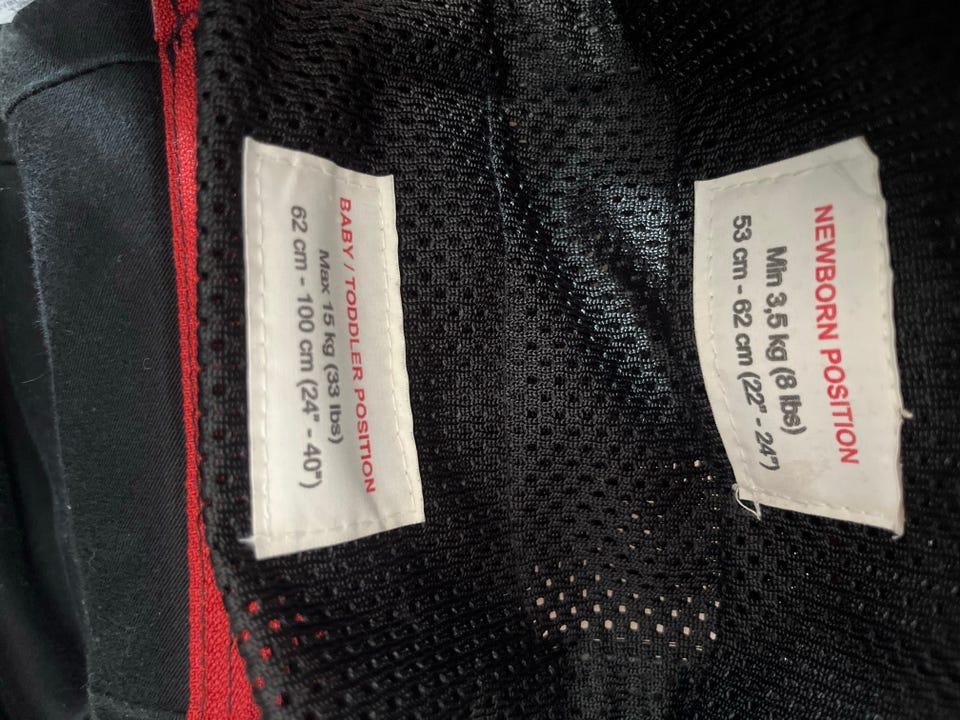 NEWBORN POSITION
Min 3,5 kg (8 lbs)
53 cm - 62 cm (22" - 24")
BABY / TODDLER POSITION
Max 15 kg (33 lbs)
62 cm - 100 cm (24" - 40")